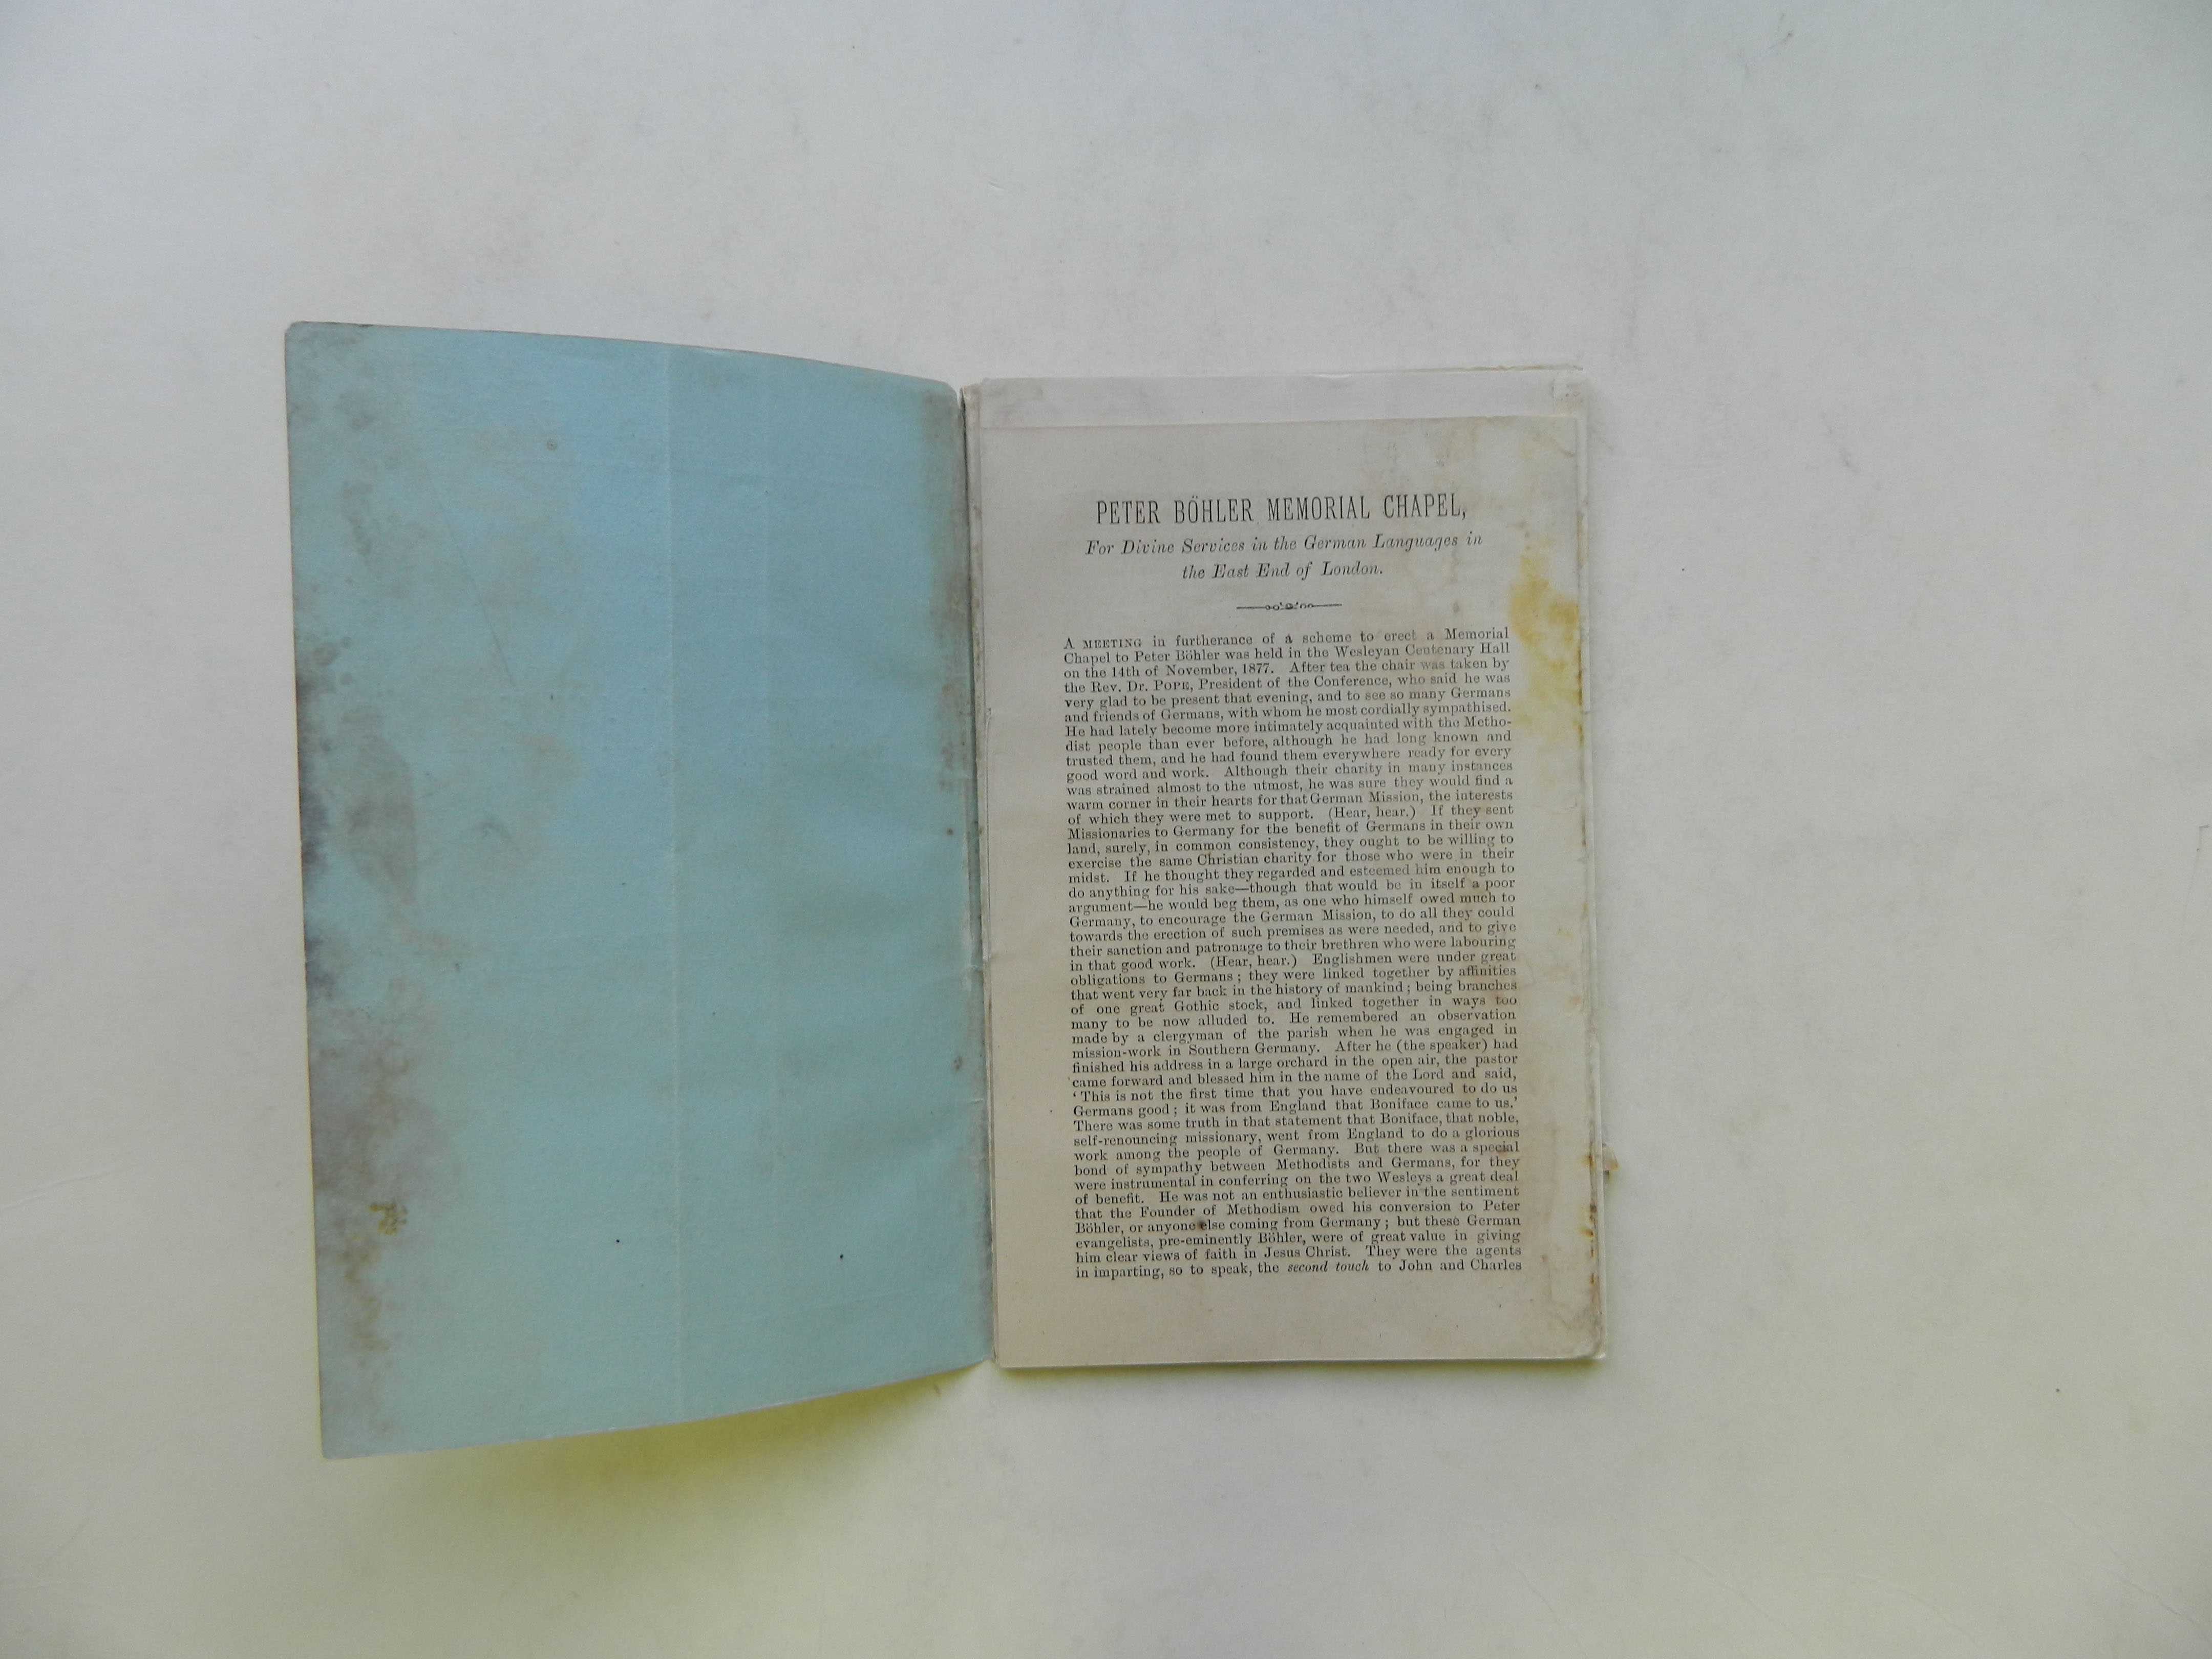 PETER BÖHLER MEMORIAL CHAPEL,
For Divine Services in the German Languages in
the East End of London.
A MEETING in furtherance of a scheme to erect a Memorial
Chapel to Peter Böhler was held in the Wesleyan Centenary Hall
on the 14th of November, 1877. After tea the chair was taken by
the Rev. Dr. POPE, President of the Conference, who said he was
very glad to be present that evening, and to see so many Germans
and friends of Germans, with whom he most cordially sympathised.
He had lately become more intimately acquainted with the Metho-
dist people than ever before, although he had long known and
trusted them, and he had found them everywhere ready for every
good word and work. Although their charity in many instances
was strained almost to the utmost, he was sure they would find a
warm corner in their hearts for that German Mission, the interests
of which they were met to support. (Hear, hear.) If they sent
Missionaries to Germany for the benefit of Germans in their own
land, surely, in common consistency, they ought to be willing to
exercise the same Christian charity for those who were in their
midst. If he thought they regarded and esteemed him enough to
do anything for his sake—though that would be in itself a poor
argument—he would beg them, as one who himself owed much to
Germany, to encourage the German Mission, to do all they could
towards the erection of such premises as were needed, and to give
their sanction and patronage to their brethren who were labouring
in that good work. (Hear, hear.) Englishmen were under great
obligations to Germans; they were linked together by affinities
that went very far back in the history of mankind; being branches
of one great Gothic stock, and linked together in ways too
many to be now alluded to. He remembered an observation
made by a clergyman of the parish when he was engaged in
mission-work in Southern Germany. After he (the speaker) had
finished his address in a large orchard in the open air, the pastor
came forward and blessed him in the name of the Lord and said,
‘This is not the first time that you have endeavoured to do us
Germans good; it was from England that Boniface came to us.’
There was some truth in that statement that Boniface, that noble,
self-renouncing missionary, went from England to do a glorious
work among the people of Germany. But there was a special
bond of sympathy between Methodists and Germans, for they
were instrumental in conferring on the two Wesleys a great deal
of benefit. He was not an enthusiastic believer in the sentiment
that the Founder of Methodism owed his conversion to Peter
Böhler, or anyone else coming from Germany; but these German
evangelists, pre-eminently Böhler, were of great value in giving
him clear views of faith in Jesus Christ. They were the agents
in imparting, so to speak, the second touch to John and Charles